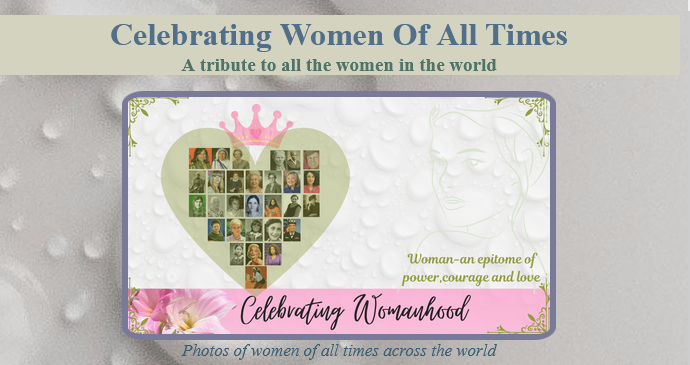 Celebrating Women Of All Times
A tribute to all the women in the world
Woman-an epitome of
power,courage and love
Celebrating Womanhood
Photos of women of all times across the world